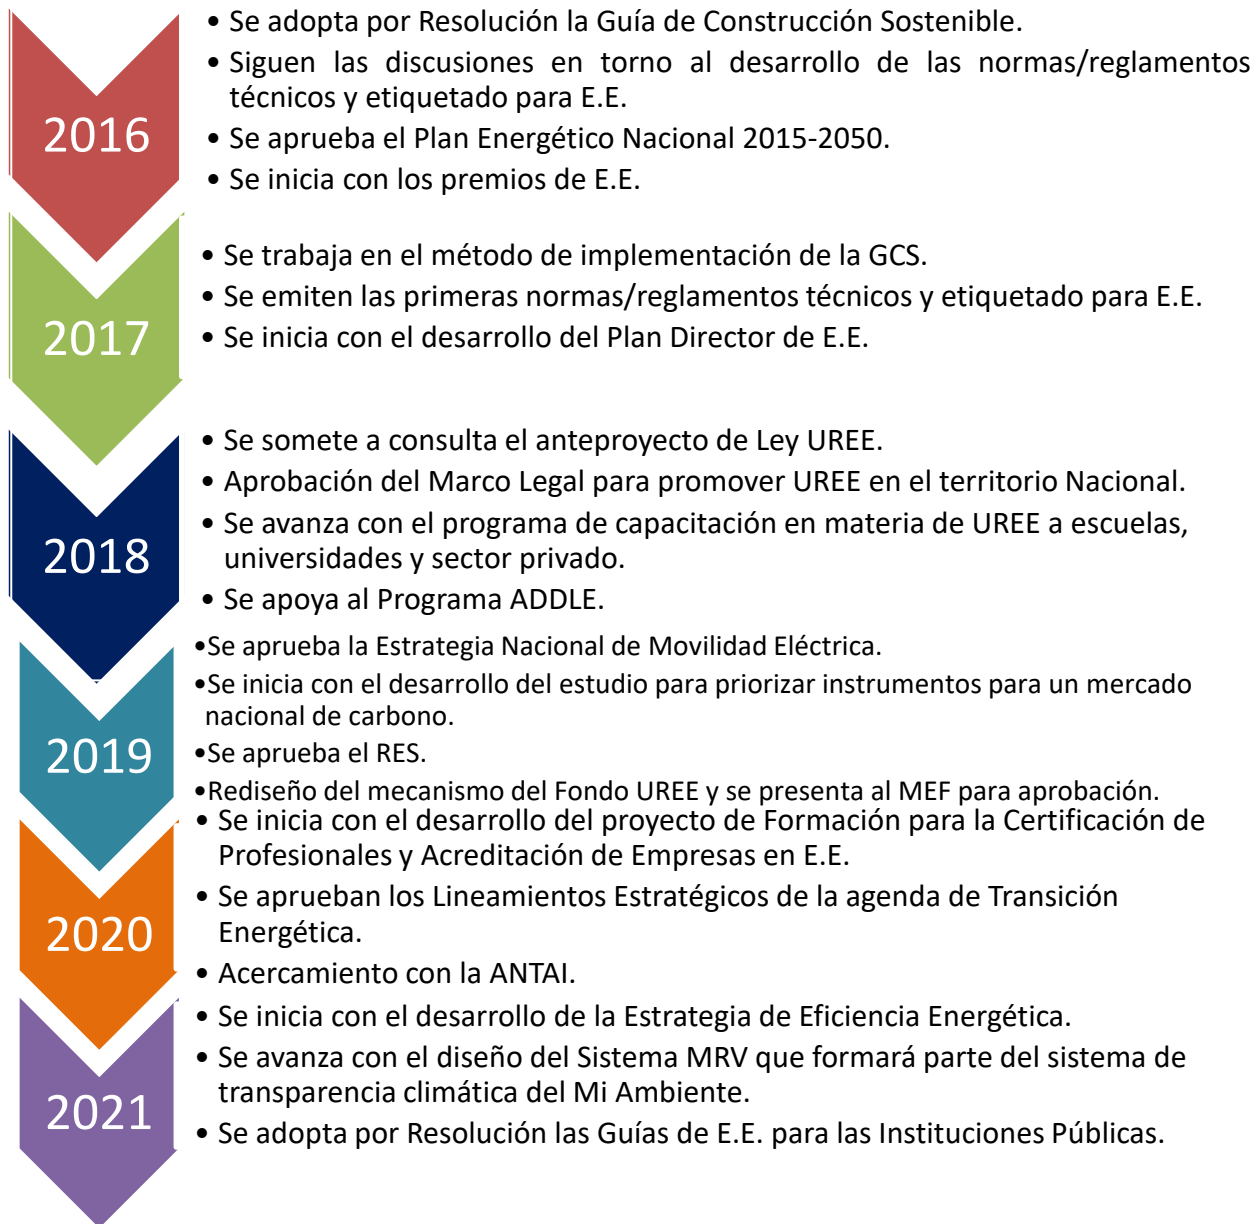 2016
• Se adopta por Resolución la Guía de Construcción Sostenible.
• Siguen las discusiones en torno al desarrollo de las normas/reglamentos
técnicos y etiquetado para E.E.
• Se aprueba el Plan Energético Nacional 2015-2050.
• Se inicia con los premios de E.E.
2017
• Se trabaja en el método de implementación de la GCS.
• Se emiten las primeras normas/reglamentos técnicos y etiquetado para E.E.
• Se inicia con el desarrollo del Plan Director de E.E.
2018
• Se somete a consulta el anteproyecto de Ley UREE.
• Aprobación del Marco Legal para promover UREE en el territorio Nacional.
• Se avanza con el programa de capacitación en materia de UREE a escuelas,
universidades y sector privado.
• Se apoya al Programa ADDLE.
2019
•Se aprueba la Estrategia Nacional de Movilidad Eléctrica.
•Se inicia con el desarrollo del estudio para priorizar instrumentos para un mercado
nacional de carbono.
•Se aprueba el RES.
•Rediseño del mecanismo del Fondo UREE y se presenta al MEF para aprobación.
2020
• Se inicia con el desarrollo del proyecto de Formación para la Certificación de
Profesionales y Acreditación de Empresas en E.E.
• Se aprueban los Lineamientos Estratégicos de la agenda de Transición
Energética.
• Acercamiento con la ANTAI.
2021
• Se inicia con el desarrollo de la Estrategia de Eficiencia Energética.
• Se avanza con el diseño del Sistema MRV que formará parte del sistema de
transparencia climática del Mi Ambiente.
• Se adopta por Resolución las Guías de E.E. para las Instituciones Públicas.